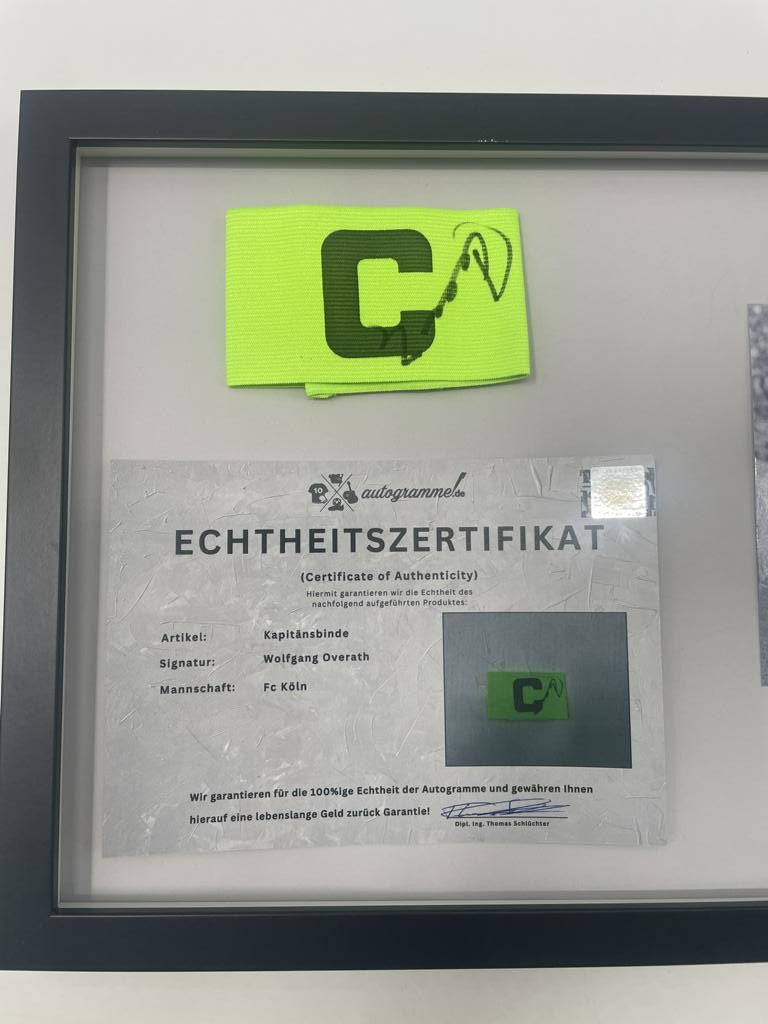 C
10
autogramme!.de
ECHTHEITSZERTIFIKAT
(Certificate of Authenticity)
Hiermit garantieren wir die Echtheit des
nachfolgend aufgeführten Produktes:
Artikel: Kapitänsbinde
Signatur: Wolfgang Overath
Mannschaft: Fc Köln
C
Wir garantieren für die 100%ige Echtheit der Autogramme und gewähren Ihnen
hierauf eine lebenslange Geld zurück Garantie!
Dipl. Ing. Thomas Schlüchter